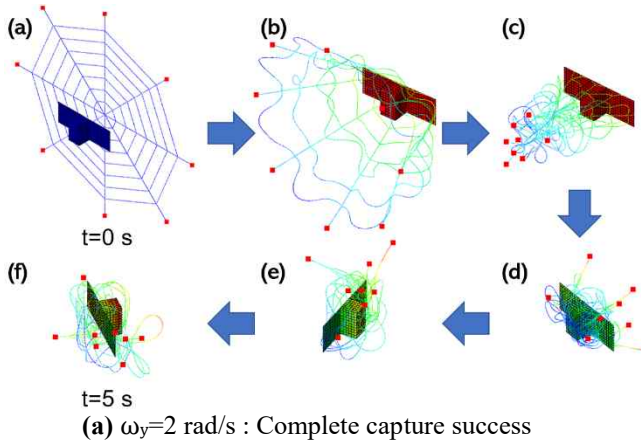 (a)
(b)
(c)
t=0 s
(f)
(e)
(d)
t=5 s
(a) ωy=2 rad/s : Complete capture success